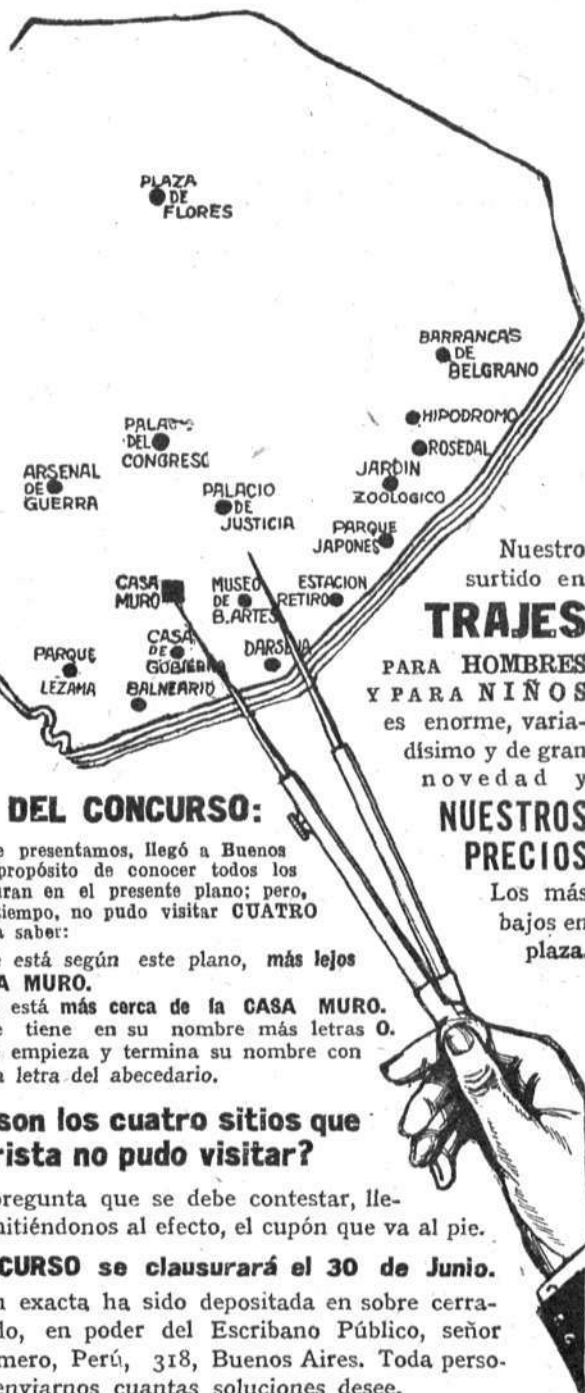 PLAZA
DE
FLORES
BARRANCAS
DE
BELGRANO
HIPODROMO
ROSEDAL
PALACIO
DEL
CONGRESO
ARSENAL
DE
GUERRA
PALACIO
DE
JUSTICIA
JARDIN
ZOOLOGICO
PARQUE
JAPONES
CASA
MURO
MUSEO
DE
B.ARTES
ESTACION
RETIRO
CASA
DE
GOBIERNO
DARSENA
PARQUE
LEZAMA
BALNEARIO
Nuestro
surtido en
TRAJES
PARA HOMBRES
Y PARA NIÑOS
es enorme, varia-
dísimo y de gran
novedad y
NUESTROS
PRECIOS
Los más
bajos en
plaza.
DEL CONCURSO:
e presentamos, llegó a Buenos
propósito de conocer todos los
uran en el presente plano; pero,
tiempo, no pudo visitar CUATRO
a saber:
e está según este plano, más lejos
A MURO.
está más cerca de la CASA MURO.
e tiene en su nombre más letras O.
empieza y termina su nombre con
a letra del abecedario.
son los cuatro sitios que
rista no pudo visitar?
pregunta que se debe contestar, lle-
nitiéndonos al efecto, el cupón que va al pie.
CURSO se clausurará el 30 de Junio.
n exacta ha sido depositada en sobre cerra-
do, en poder del Escribano Público, señor
mero, Perú, 318, Buenos Aires. Toda perso-
enviarnos cuantas soluciones desee.